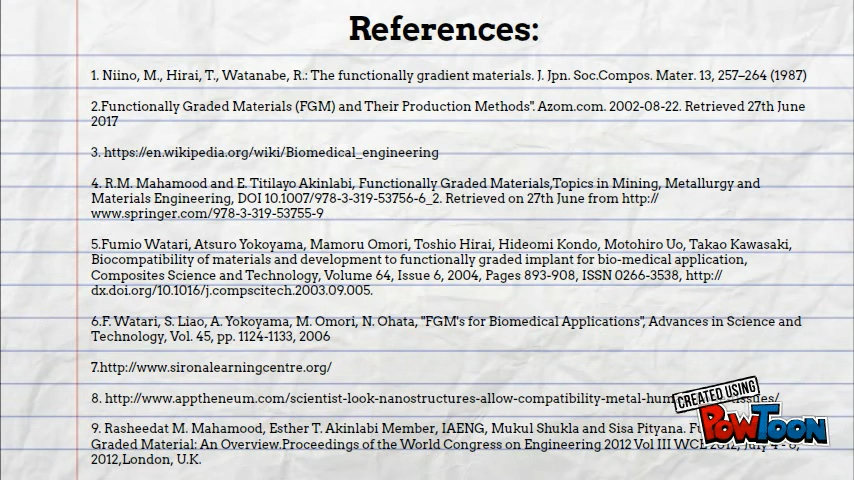 References:
1. Niino, M., Hirai, T., Watanabe, R.: The functionally gradient materials. J. Jpn. Soc.Compos. Mater. 13, 257–264 (1987)
2.Functionally Graded Materials (FGM) and Their Production Methods". Azom.com. 2002-08-22. Retrieved 27th June
2017
3. https://en.wikipedia.org/wiki/Biomedical_engineering
4. R.M. Mahamood and E. Titilayo Akinlabi, Functionally Graded Materials,Topics in Mining, Metallurgy and
Materials Engineering, DOI 10.1007/978-3-319-53756-6_2. Retrieved on 27th June from http://
www.springer.com/978-3-319-53755-9
5.Fumio Watari, Atsuro Yokoyama, Mamoru Omori, Toshio Hirai, Hideomi Kondo, Motohiro Uo, Takao Kawasaki,
Biocompatibility of materials and development to functionally graded implant for bio-medical application,
Composites Science and Technology, Volume 64, Issue 6, 2004, Pages 893-908, ISSN 0266-3538, http://
dx.doi.org/10.1016/j.compscitech.2003.09.005.
6.F. Watari, S. Liao, A. Yokoyama, M. Omori, N. Ohata, "FGM's for Biomedical Applications", Advances in Science and
Technology, Vol. 45, pp. 1124-1133, 2006
7.http://www.sironalearningcentre.org/
8. http://www.apptheneum.com/scientist-look-nanostructures-allow-compatibility-metal-hum
9. Rasheedat M. Mahamood, Esther T. Akinlabi Member, IAENG, Mukul Shukla and Sisa Pityana.
Graded Material: An Overview.Proceedings of the World Congress on Engineering 2012 Vol III
2012,London, U.K.
CREATED USING
POWTOON